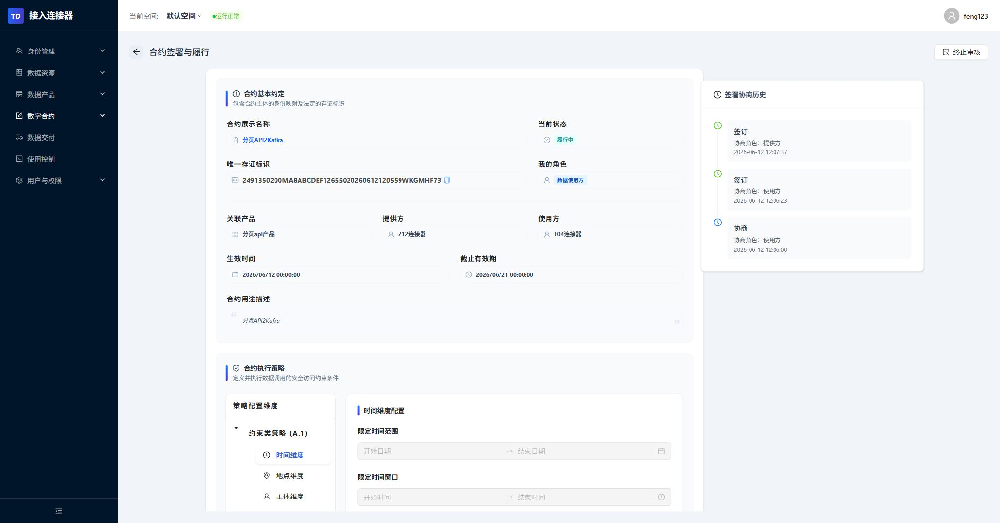 TD 接入连接器
身份管理
数据资源
数据产品
数字合约
数据交付
使用控制
用户与权限
当前空间: 默认空间 运行正常
feng123
合约签署与履行
终止审核
合约基本约定
包含合约主体的身份映射及法定的存证标识
合约展示名称
分页API2Kafka
当前状态
履行中
唯一存证标识
2491350200MA8ABCDEF12655020260612120559WKGMHF73
我的角色
数据使用方
关联产品
分页api产品
提供方
212连接器
使用方
104连接器
生效时间
2026/06/12 00:00:00
截止有效期
2026/06/21 00:00:00
合约用途描述
“
分页API2Kafka
”
合约执行策略
定义并执行数据调用的安全访问约束条件
策略配置维度
约束类策略 (A.1)
时间维度
地点维度
主体维度
时间维度配置
限定时间范围
开始日期 → 结束日期
限定时间窗口
开始时间 → 结束时间
签署协商历史
签订
协商角色：提供方
2026-06-12 12:07:37
签订
协商角色：使用方
2026-06-12 12:06:23
协商
协商角色：使用方
2026-06-12 12:06:00